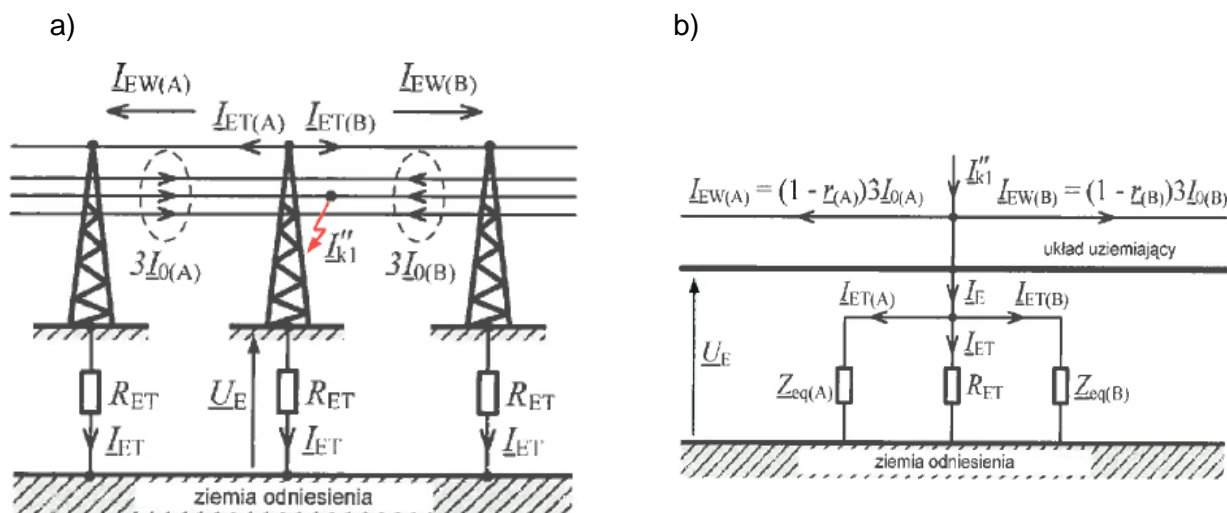 a)
I_EW(A) I_EW(B)
I_ET(A) I_ET(B)
3I_0(A) I''_k1 3I_0(B)
R_ET U_E R_ET R_ET
I_ET I_ET I_ET
ziemia odniesienia
b)
I''_k1
I_EW(A) = (1 - r_(A))3I_0(A) I_EW(B) = (1 - r_(B))3I_0(B)
układ uziemiający
I_ET(A) I_E I_ET(B)
I_ET
U_E Z_eq(A) R_ET Z_eq(B)
ziemia odniesienia